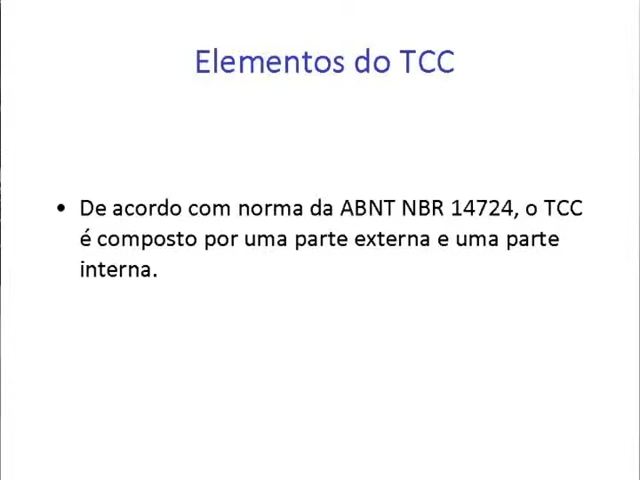 Elementos do TCC
• De acordo com norma da ABNT NBR 14724, o TCC
é composto por uma parte externa e uma parte
interna.